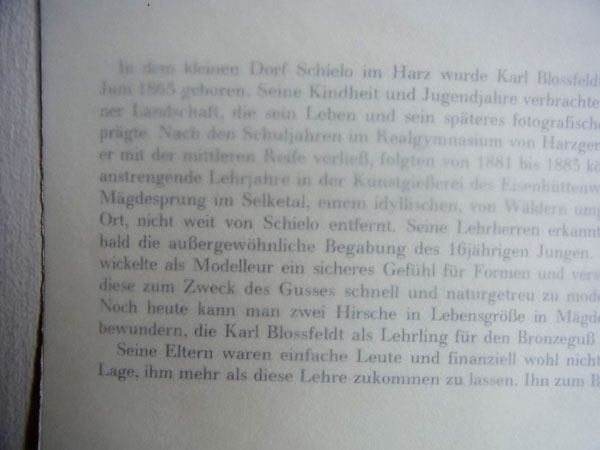 In dem kleinen Dorf Schielo im Harz wurde Karl Blossfeldt
Juni 1865 geboren. Seine Kindheit und Jugendjahre verbrachte
ner Landschaft, die sein Leben und sein späteres fotografische
prägte. Nach den Schuljahren im Realgymnasium von Harzger
er mit der mittleren Reife verließ, folgten von 1881 bis 1883 kö
anstrengende Lehrjahre in der Kunstgießerei des Eisenhüttenw
Mägdesprung im Selketal, einem idyllischen, von Wäldern umg
Ort, nicht weit von Schielo entfernt. Seine Lehrherren erkannt
bald die außergewöhnliche Begabung des 16jährigen Jungen.
wickelte als Modelleur ein sicheres Gefühl für Formen und vers
diese zum Zweck des Gusses schnell und naturgetreu zu mode
Noch heute kann man zwei Hirsche in Lebensgröße in Mägde
bewundern, die Karl Blossfeldt als Lehrling für den Bronzeguß
Seine Eltern waren einfache Leute und finanziell wohl nicht
Lage, ihm mehr als diese Lehre zukommen zu lassen. Ihn zum B